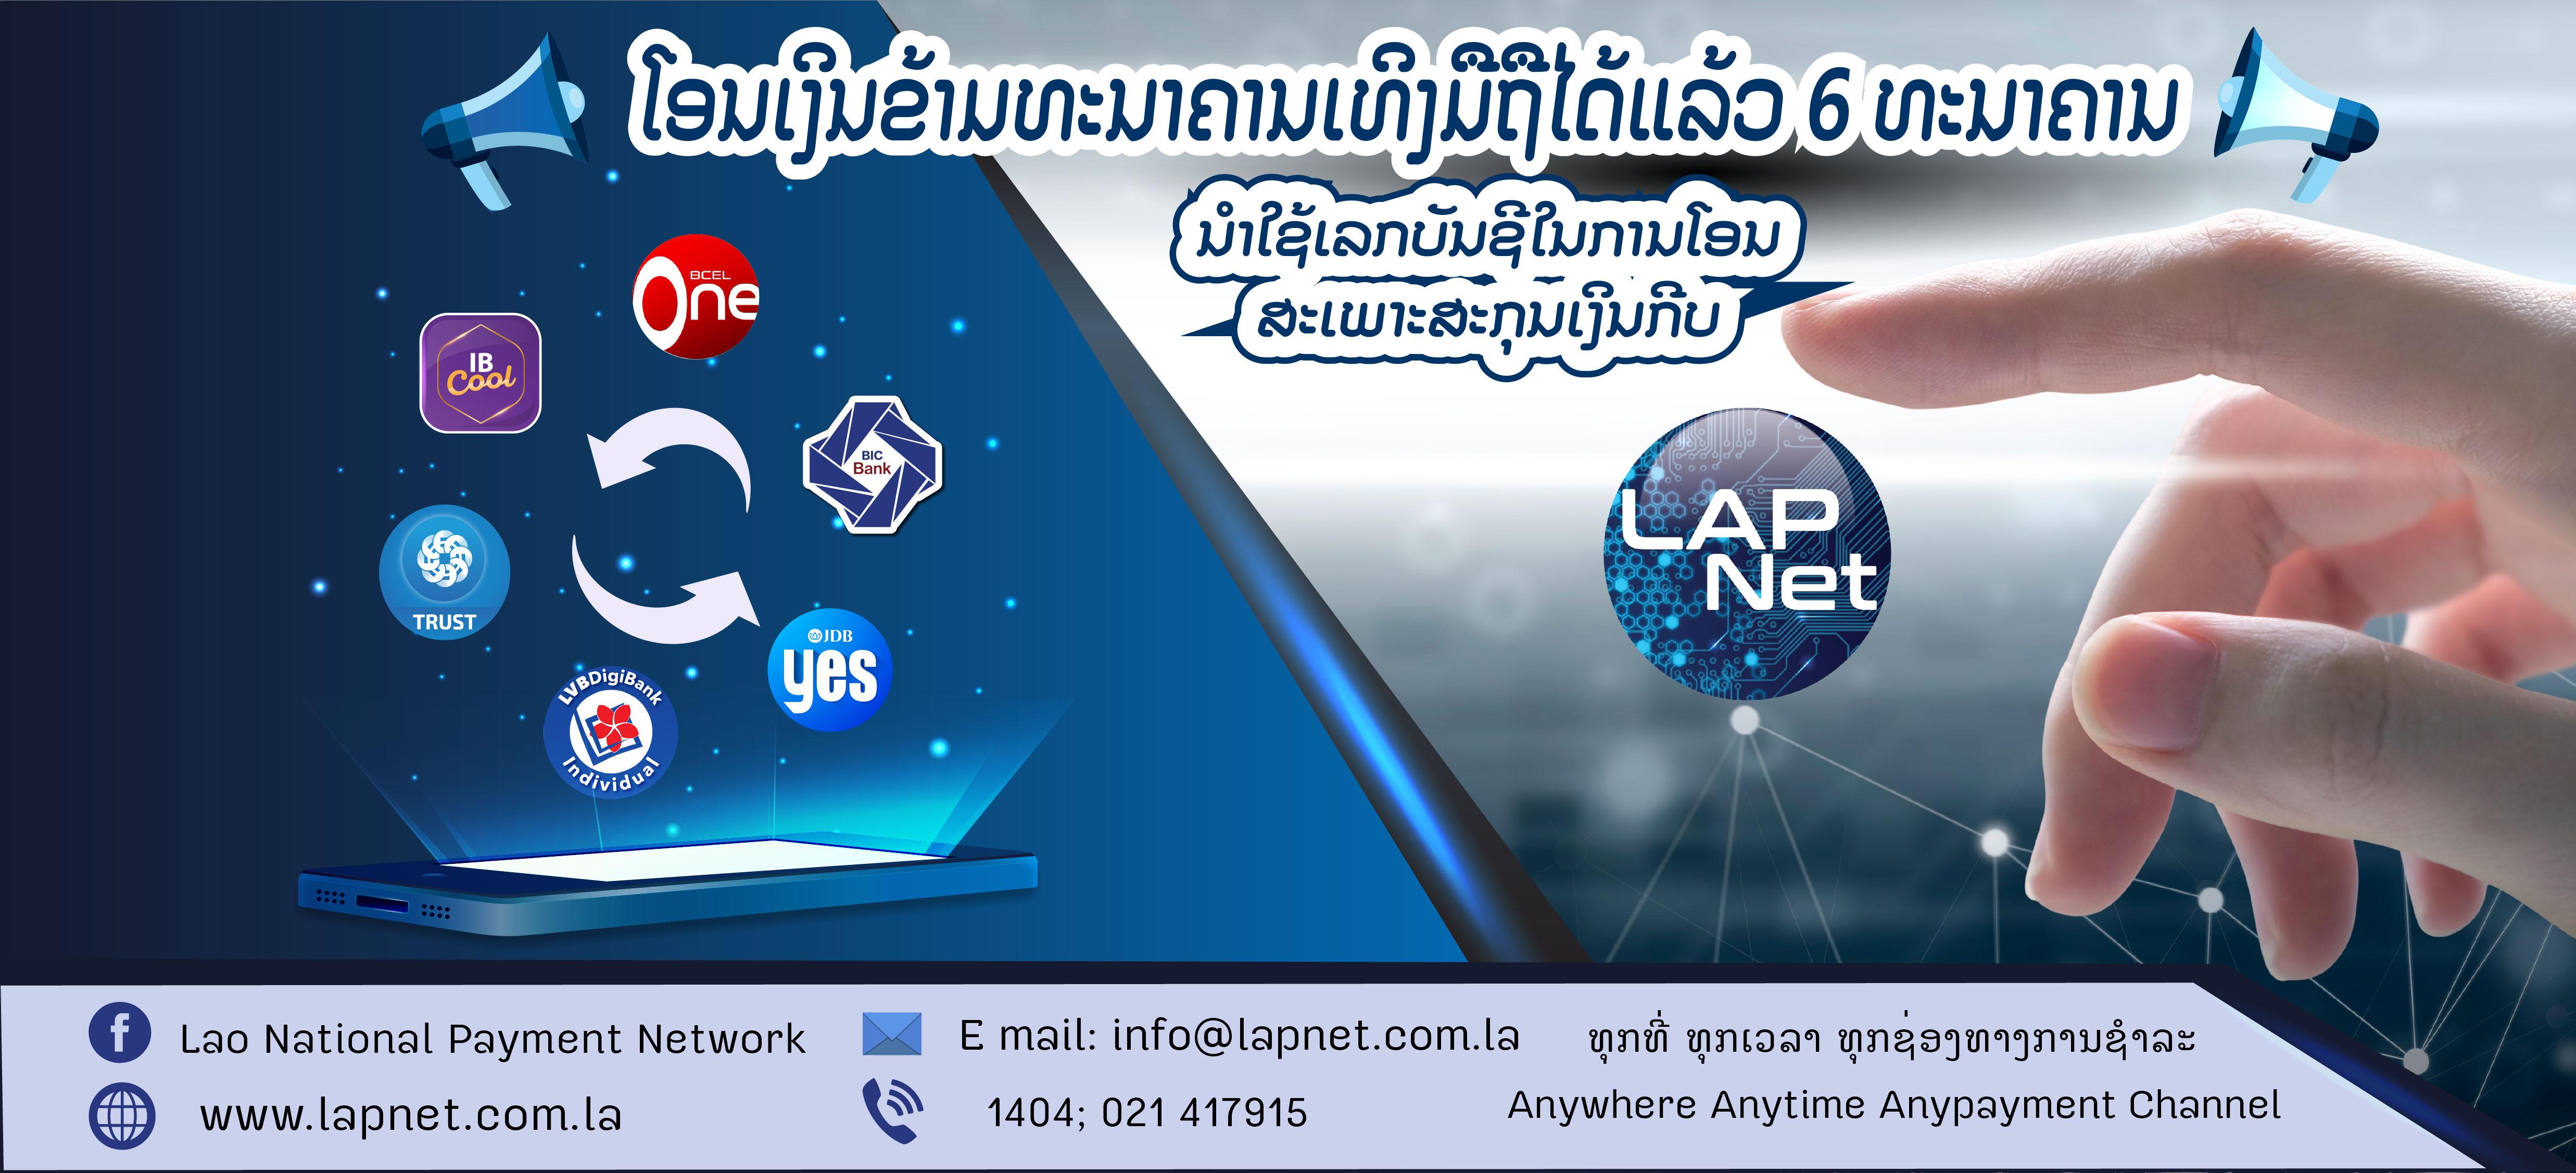 ໂອນເງິນຂ້າມທະນາຄານເທິງມືຖືໄດ້ແລ້ວ 6 ທະນາຄານ
ນຳໃຊ້ເລກບັນຊີໃນການໂອນ
ສະເພາະສະກຸນເງິນກີບ
BCEL
One
IB
Cool
BIC
Bank
TRUST
JDB
yes
LVBDigiBank
Individual
LAP
Net
Lao National Payment Network
www.lapnet.com.la
E mail: info@lapnet.com.la
1404; 021 417915
ທຸກທີ່ ທຸກເວລາ ທຸກຊ່ອງທາງການຊຳລະ
Anywhere Anytime Anypayment Channel